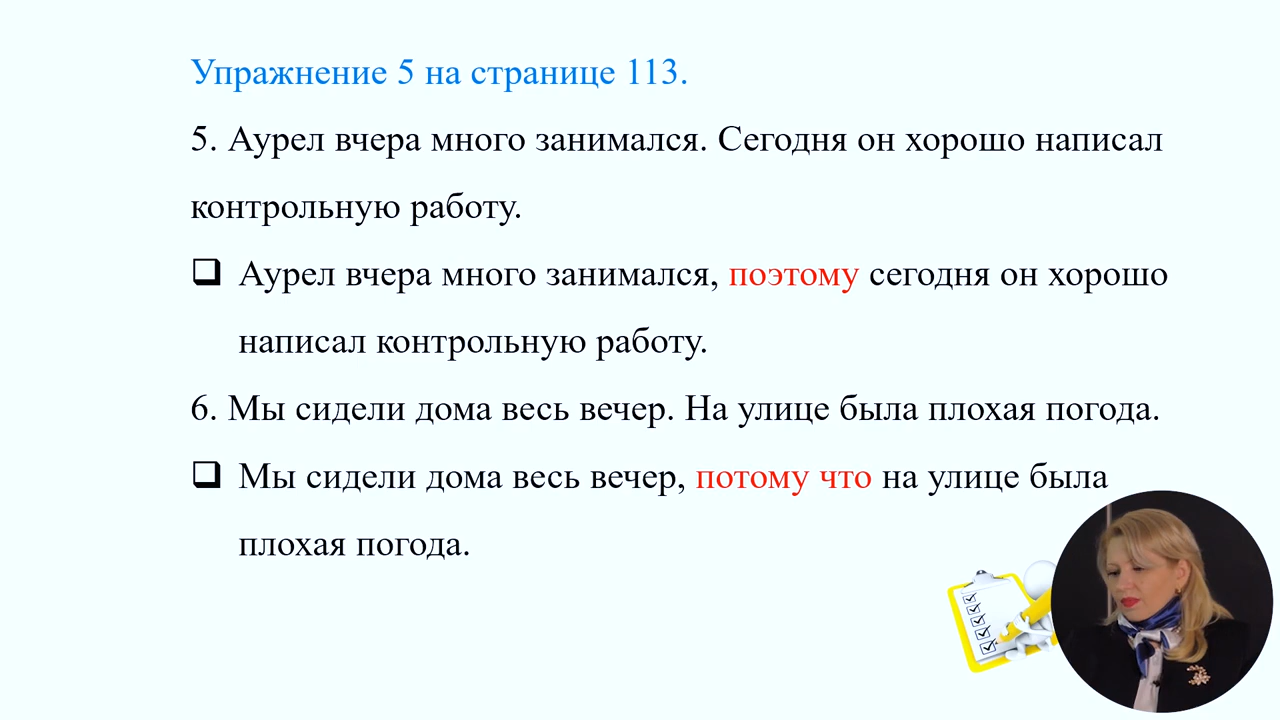 Упражнение 5 на странице 113.
5. Аурел вчера много занимался. Сегодня он хорошо написал
контрольную работу.
Аурел вчера много занимался, поэтому сегодня он хорошо
написал контрольную работу.
6. Мы сидели дома весь вечер. На улице была плохая погода.
Мы сидели дома весь вечер, потому что на улице была
плохая погода.